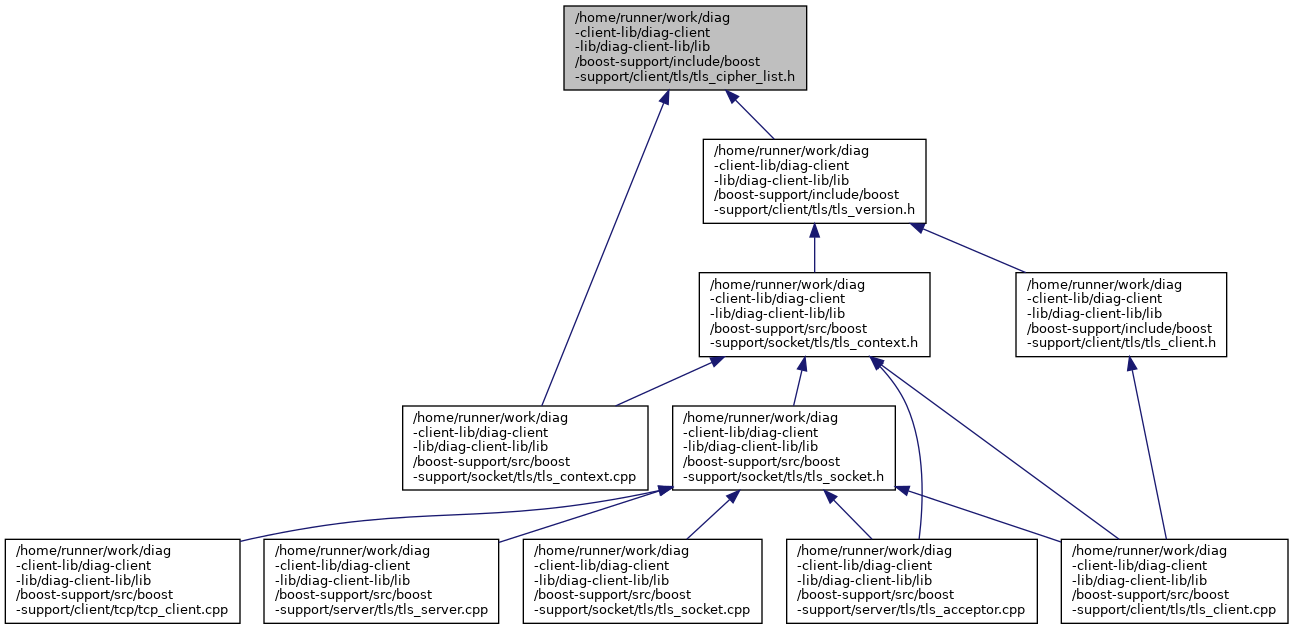 /home/runner/work/diag
-client-lib/diag-client
-lib/diag-client-lib/lib
/boost-support/include/boost
-support/client/tls/tls_cipher_list.h
/home/runner/work/diag
-client-lib/diag-client
-lib/diag-client-lib/lib
/boost-support/include/boost
-support/client/tls/tls_version.h
/home/runner/work/diag
-client-lib/diag-client
-lib/diag-client-lib/lib
/boost-support/src/boost
-support/socket/tls/tls_context.h
/home/runner/work/diag
-client-lib/diag-client
-lib/diag-client-lib/lib
/boost-support/include/boost
-support/client/tls/tls_client.h
/home/runner/work/diag
-client-lib/diag-client
-lib/diag-client-lib/lib
/boost-support/src/boost
-support/socket/tls/tls_context.cpp
/home/runner/work/diag
-client-lib/diag-client
-lib/diag-client-lib/lib
/boost-support/src/boost
-support/socket/tls/tls_socket.h
/home/runner/work/diag
-client-lib/diag-client
-lib/diag-client-lib/lib
/boost-support/src/boost
-support/client/tcp/tcp_client.cpp
/home/runner/work/diag
-client-lib/diag-client
-lib/diag-client-lib/lib
/boost-support/src/boost
-support/server/tls/tls_server.cpp
/home/runner/work/diag
-client-lib/diag-client
-lib/diag-client-lib/lib
/boost-support/src/boost
-support/socket/tls/tls_socket.cpp
/home/runner/work/diag
-client-lib/diag-client
-lib/diag-client-lib/lib
/boost-support/src/boost
-support/server/tls/tls_acceptor.cpp
/home/runner/work/diag
-client-lib/diag-client
-lib/diag-client-lib/lib
/boost-support/src/boost
-support/client/tls/tls_client.cpp